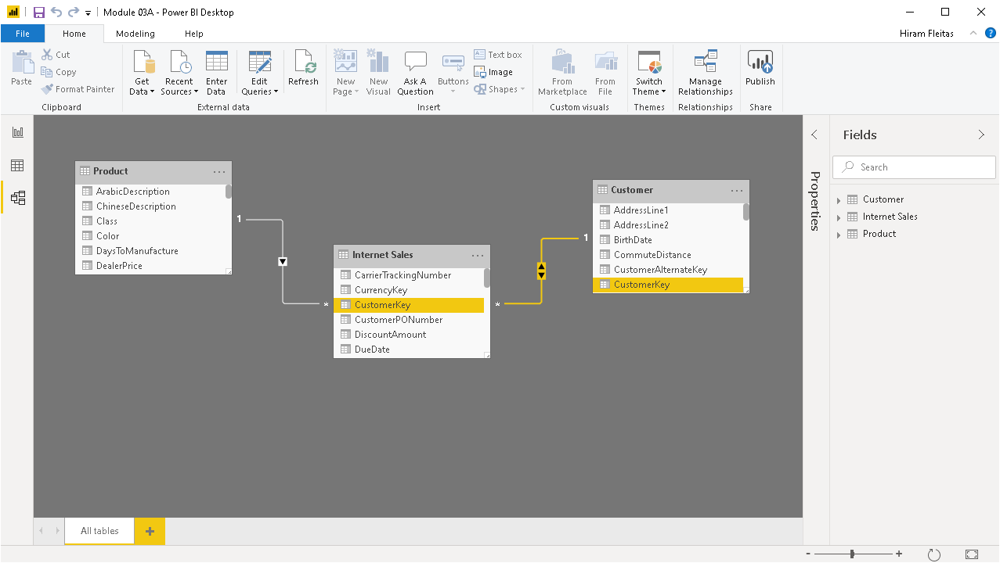 Module 03A - Power BI Desktop
File Home Modeling Help Hiram Fleitas ?
Paste
Cut
Copy
Format Painter
Clipboard
Get Data
Recent Sources
Enter Data
Edit Queries
External data
Refresh
New Page
New Visual
Ask A Question
Buttons
Text box
Image
Shapes
Insert
From Marketplace
From File
Custom visuals
Switch Theme
Themes
Manage Relationships
Relationships
Publish
Share
Product ...
ArabicDescription
ChineseDescription
Class
Color
DaysToManufacture
DealerPrice
1
*
Internet Sales ...
CarrierTrackingNumber
CurrencyKey
CustomerKey
CustomerPONumber
DiscountAmount
DueDate
*
1
Customer ...
AddressLine1
AddressLine2
BirthDate
CommuteDistance
CustomerAlternateKey
CustomerKey
Properties
Fields
Search
Customer
Internet Sales
Product
All tables +
- +